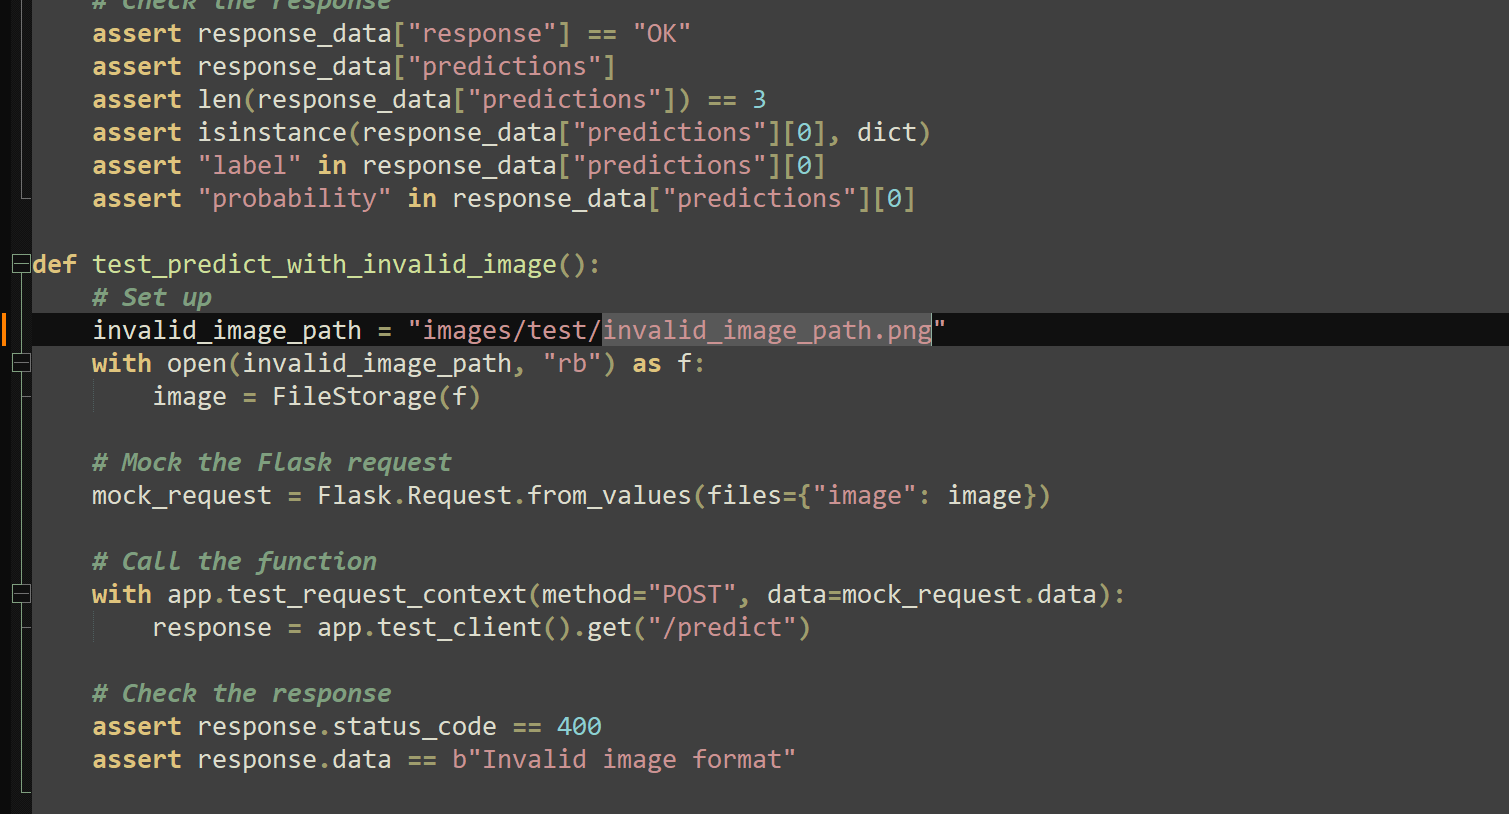 # Check the response
assert response_data["response"] == "OK"
assert response_data["predictions"]
assert len(response_data["predictions"]) == 3
assert isinstance(response_data["predictions"][0], dict)
assert "label" in response_data["predictions"][0]
assert "probability" in response_data["predictions"][0]
def test_predict_with_invalid_image():
# Set up
invalid_image_path = "images/test/invalid_image_path.png"
with open(invalid_image_path, "rb") as f:
image = FileStorage(f)
# Mock the Flask request
mock_request = Flask.Request.from_values(files={"image": image})
# Call the function
with app.test_request_context(method="POST", data=mock_request.data):
response = app.test_client().get("/predict")
# Check the response
assert response.status_code == 400
assert response.data == b"Invalid image format"